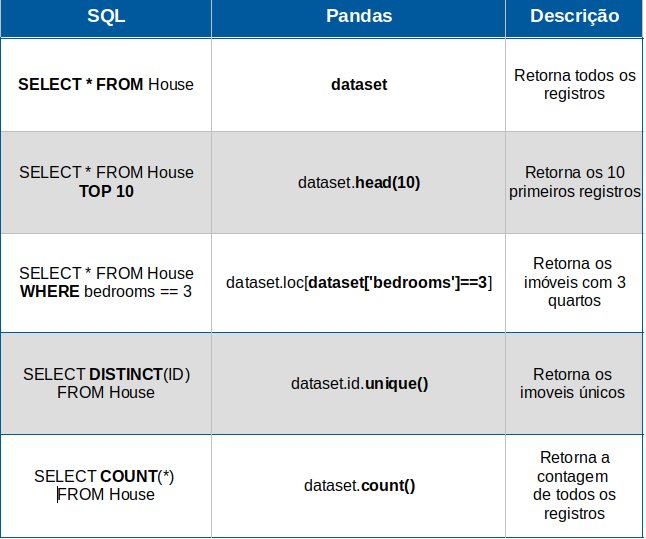 SQL Pandas Descrição
SELECT * FROM House
dataset
Retorna todos os
registros
SELECT * FROM House
TOP 10
dataset.head(10)
Retorna os 10
primeiros registros
SELECT * FROM House
WHERE bedrooms == 3
dataset.loc[dataset['bedrooms']==3]
Retorna os
imóveis com 3
quartos
SELECT DISTINCT(ID)
FROM House
dataset.id.unique()
Retorna os
imoveis únicos
SELECT COUNT(*)
FROM House
dataset.count()
Retorna a
contagem
de todos os
registros